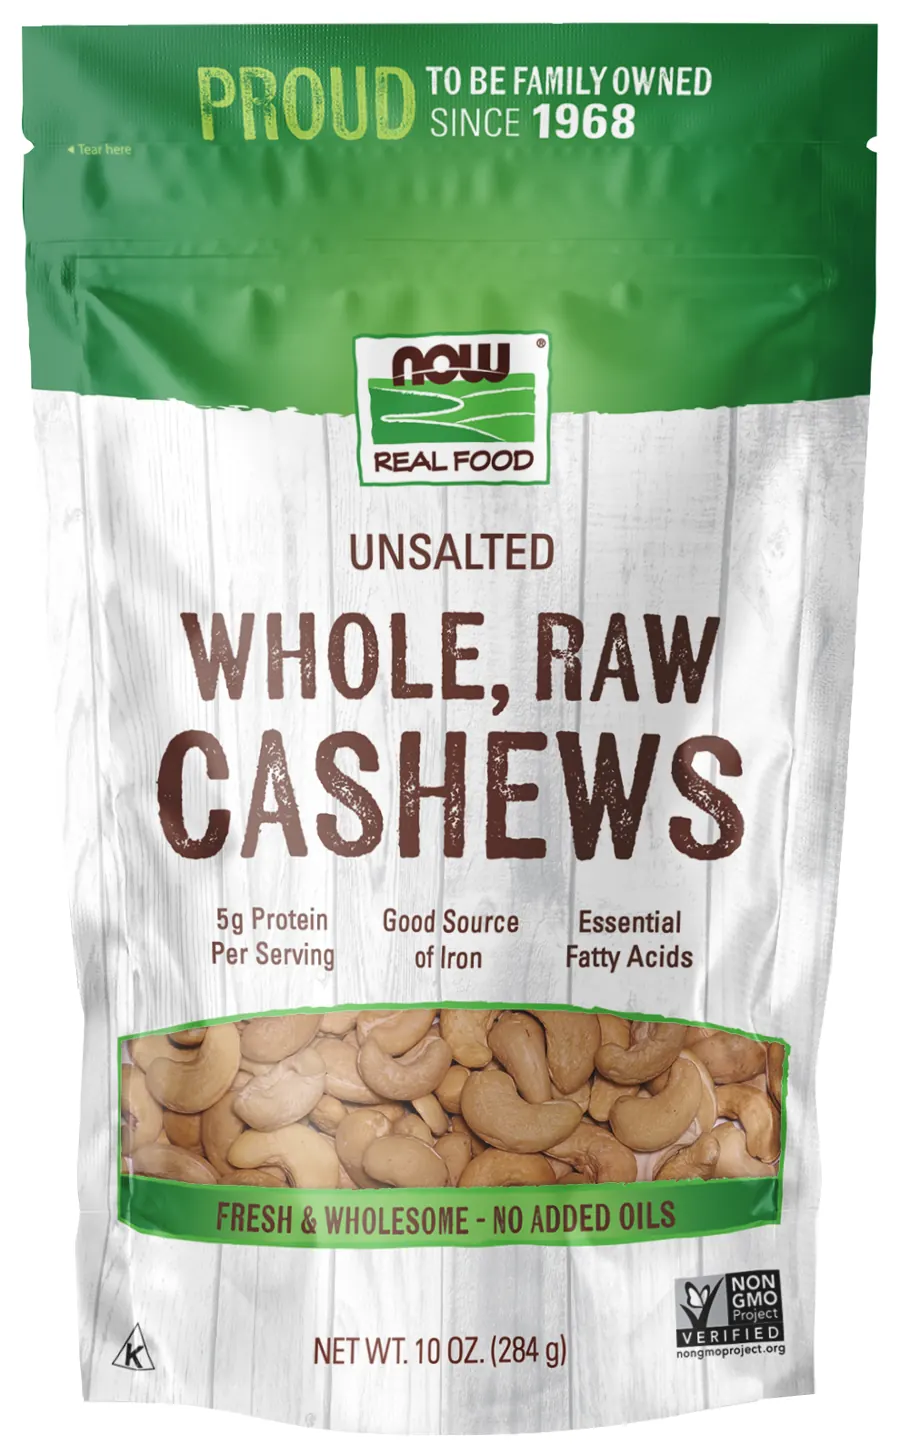 PROUD TO BE FAMILY OWNED
SINCE 1968
◄ Tear here
now®
REAL FOOD
UNSALTED
WHOLE, RAW
CASHEWS
5g Protein
Per Serving
Good Source
of Iron
Essential
Fatty Acids
FRESH & WHOLESOME - NO ADDED OILS
NON
GMO
Project
VERIFIED
nongmoproject.org
K
NET WT. 10 OZ. (284 g)